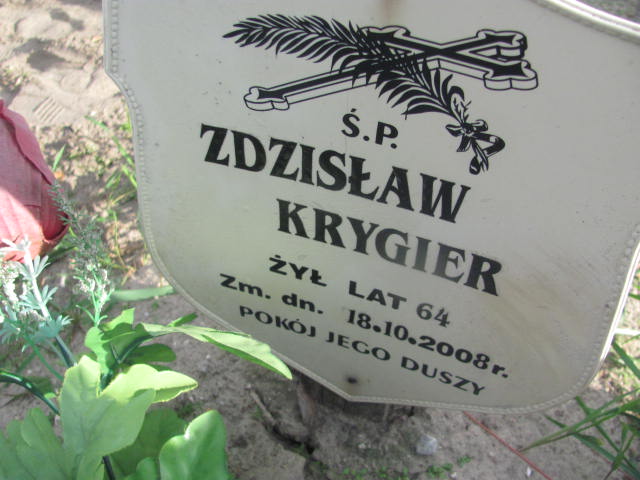 Ś.P.
ZDZISŁAW
KRYGIER
ŻYŁ LAT 64
Zm. dn. 18.10.2008r.
POKÓJ JEGO DUSZY